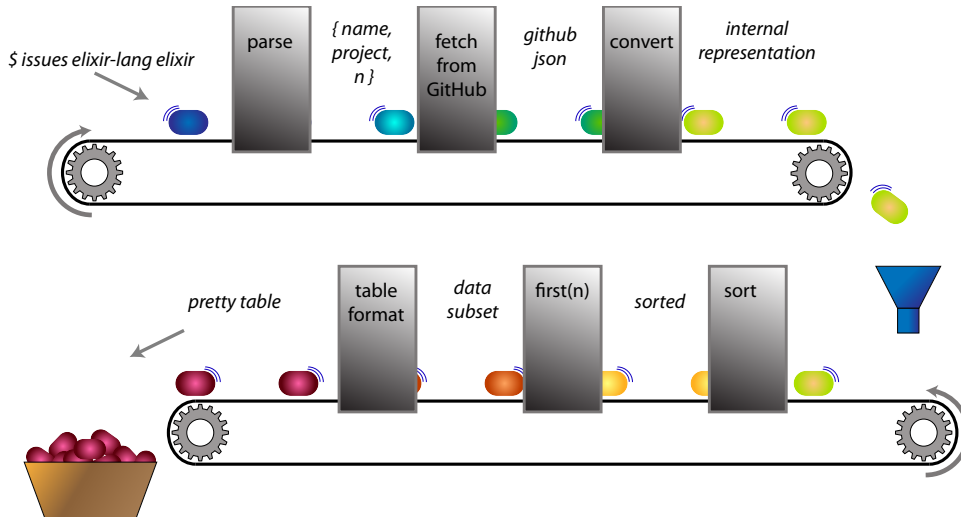 $ issues elixir-lang elixir
parse
{ name,
project,
n }
fetch
from
GitHub
github
json
convert
internal
representation
pretty table
table
format
data
subset
first(n)
sorted
sort